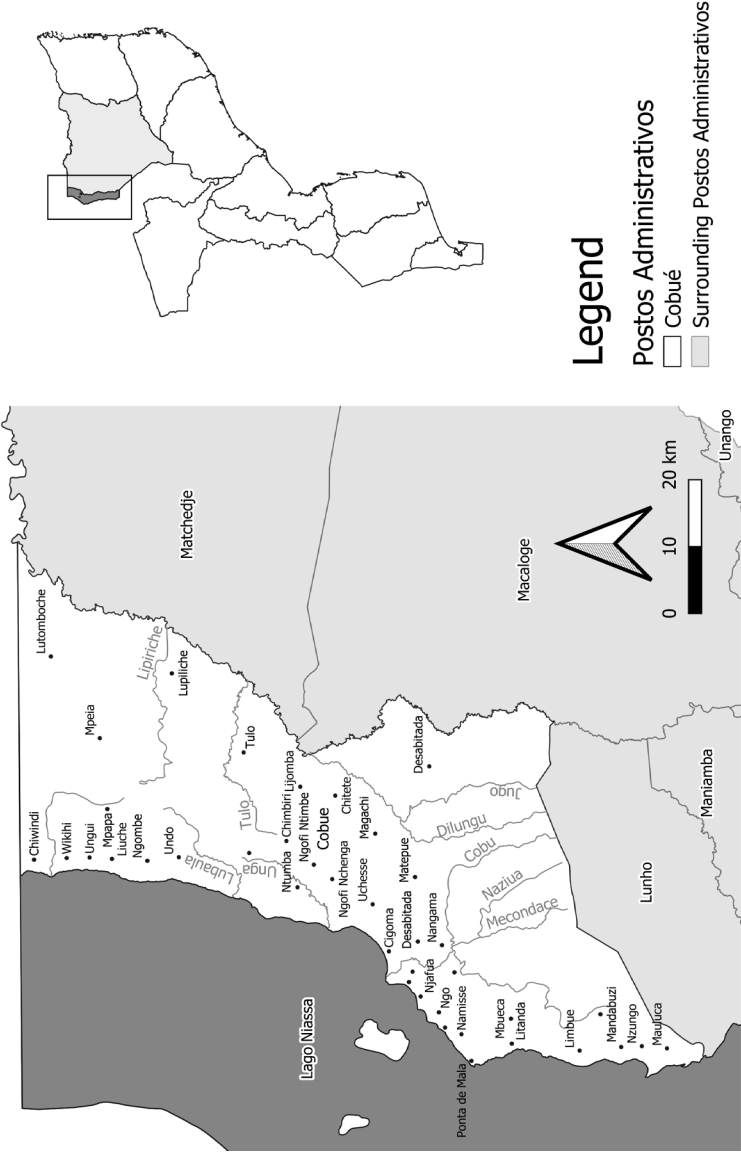 Legend
Postos Administrativos
Cobué
Surrounding Postos Administrativos
Chiwindi
Wikihi
Ungui
Mpapa
Liuche
Ngombe
Undo
Mpeia
Lutomboche
Lipiriche
Lupiliche
Matchedje
Lubaula
Unga
Tulo
Tulo
Ntumba
Chimbiri
Ljomba
Ngofi Ntimbe
Cobue
Chitete
Ngofi Nchenga
Magachi
Uchesse
Lago Niassa
Cigoma
Desabitada
Matepue
Desabitada
Nangama
Njafua
Ngo
Namisse
Ponta de Mala
Dilungu
Jugo
Cobu
Naziua
Mecondace
Mbueca
Litanda
Limbue
Mandabuzi
Nzungo
Mauluca
Lunho
Maniamba
Macaloge
Unango
0 10 20 km